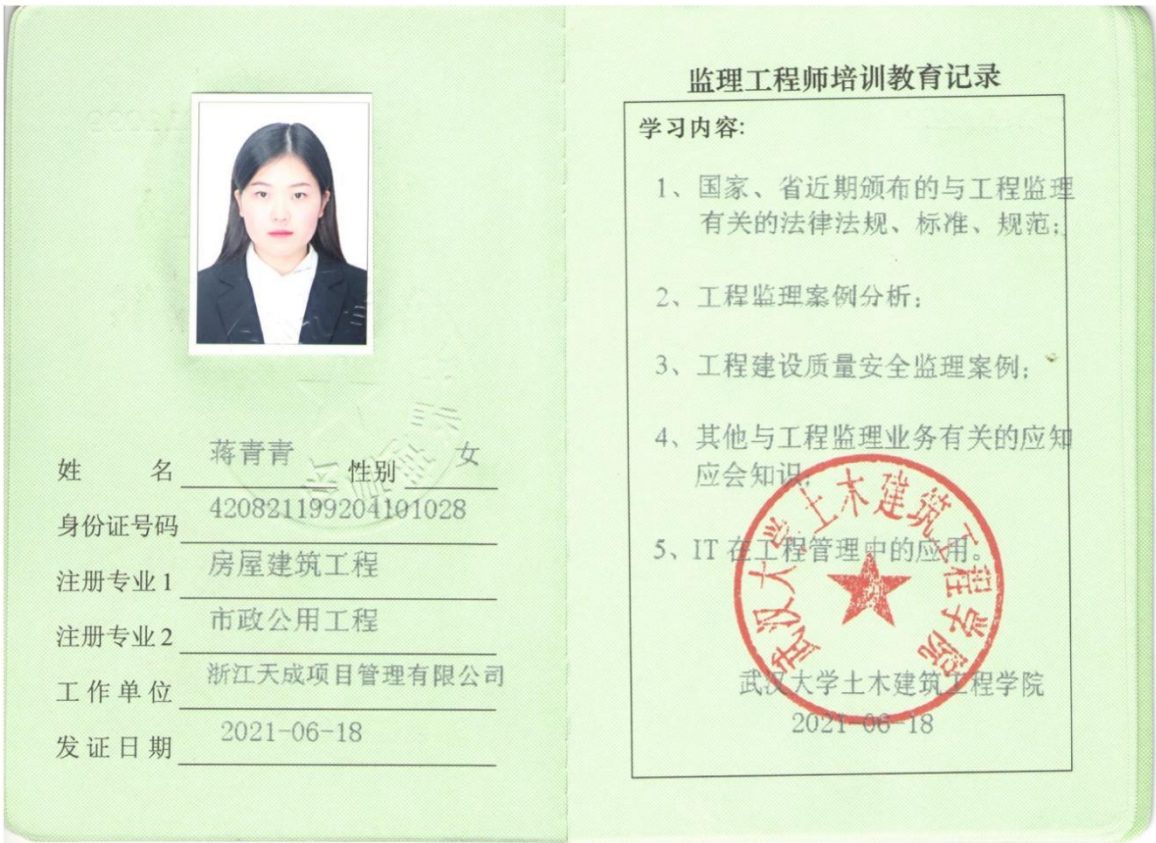 姓名 蒋青青 性别 女
身份证号码 420821199204101028
注册专业1 房屋建筑工程
注册专业2 市政公用工程
工作单位 浙江天成项目管理有限公司
发证日期 2021-06-18
监理工程师培训教育记录
学习内容:
1、国家、省近期颁布的与工程监理
有关的法律法规、标准、规范;
2、工程监理案例分析;
3、工程建设质量安全监理案例;
4、其他与工程监理业务有关的应知
应会知识;
5、IT在工程管理中的应用。
武汉大学土木建筑工程学院
武汉大学土木建筑工程学院
2021-06-18